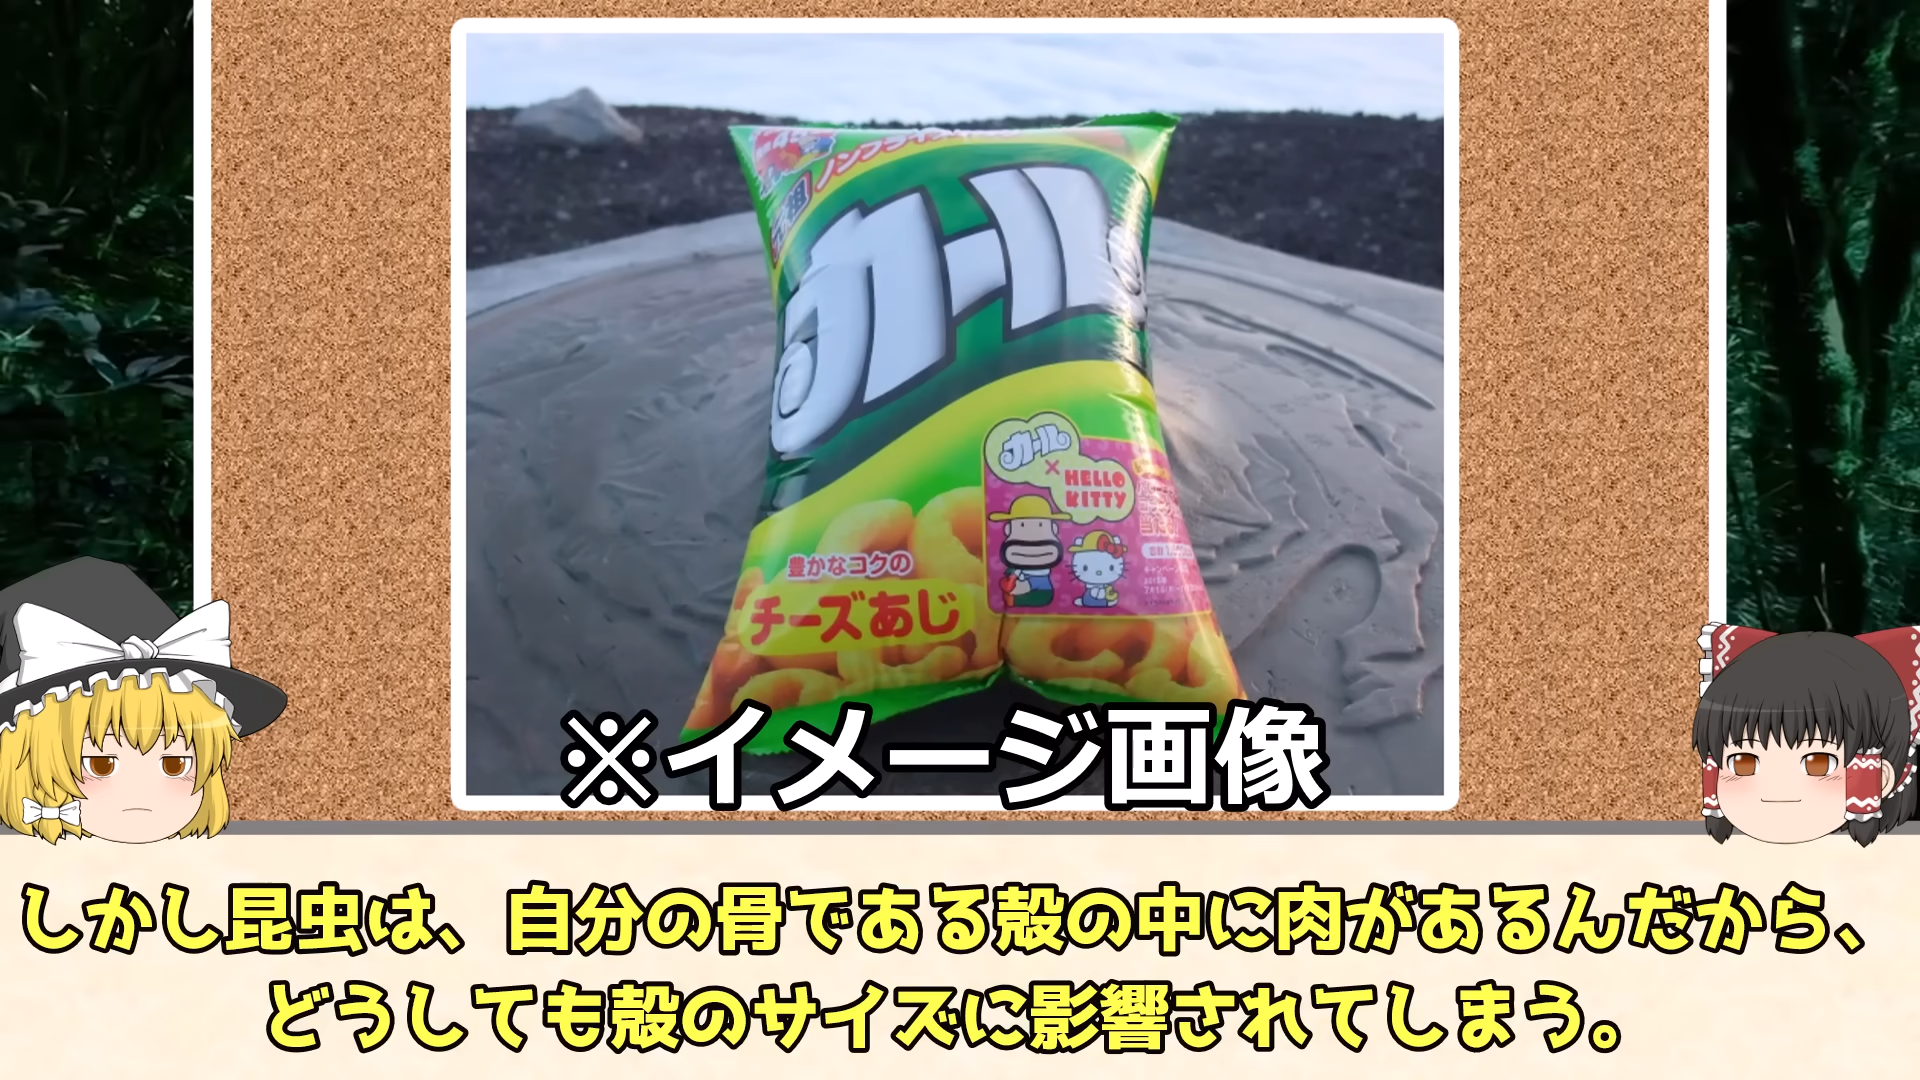 元祖
カール
カール
×
HELLO
KITTY
豊かなコクの
チーズあじ
※イメージ画像
しかし昆虫は、自分の骨である殻の中に肉があるんだから、
どうしても殻のサイズに影響されてしまう。